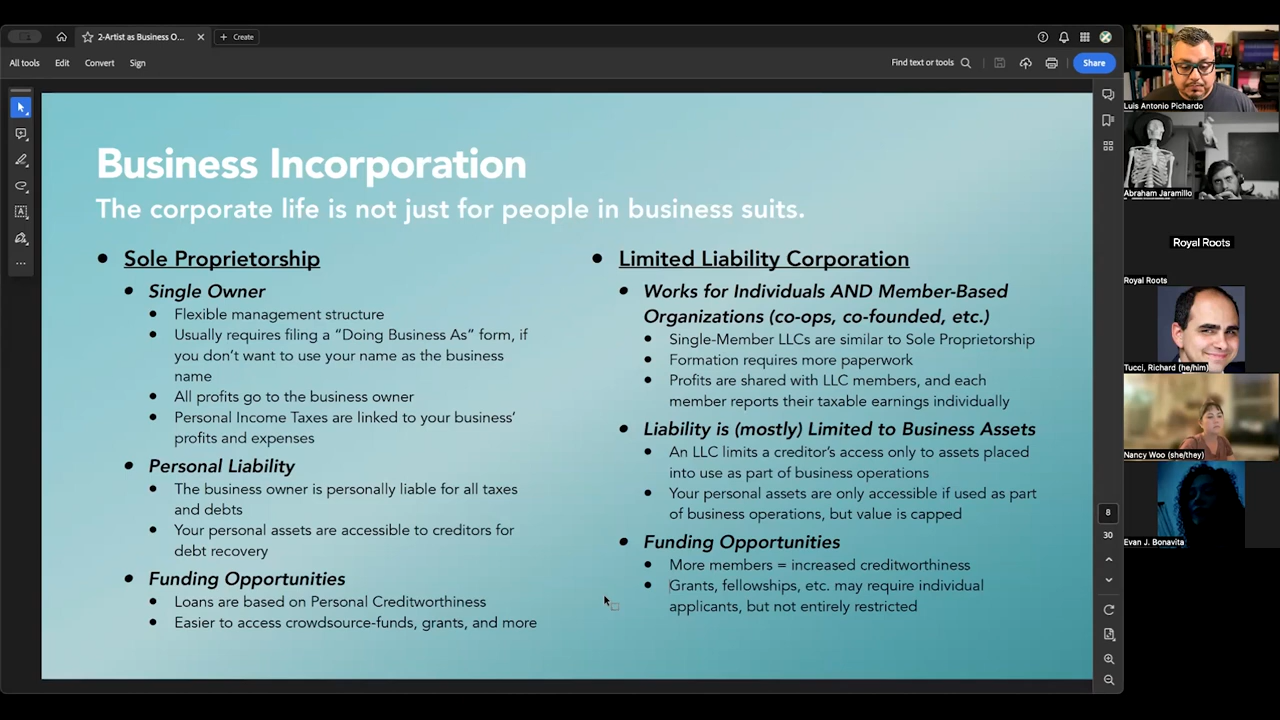 2-Artist as Business O...
Create
All tools
Edit
Convert
Sign
Find text or tools
Share
Business Incorporation
The corporate life is not just for people in business suits.
Sole Proprietorship
Single Owner
Flexible management structure
Usually requires filing a “Doing Business As” form, if
you don’t want to use your name as the business
name
All profits go to the business owner
Personal Income Taxes are linked to your business’
profits and expenses
Personal Liability
The business owner is personally liable for all taxes
and debts
Your personal assets are accessible to creditors for
debt recovery
Funding Opportunities
Loans are based on Personal Creditworthiness
Easier to access crowdsource-funds, grants, and more
Limited Liability Corporation
Works for Individuals AND Member-Based
Organizations (co-ops, co-founded, etc.)
Single-Member LLCs are similar to Sole Proprietorship
Formation requires more paperwork
Profits are shared with LLC members, and each
member reports their taxable earnings individually
Liability is (mostly) Limited to Business Assets
An LLC limits a creditor’s access only to assets placed
into use as part of business operations
Your personal assets are only accessible if used as part
of business operations, but value is capped
Funding Opportunities
More members = increased creditworthiness
Grants, fellowships, etc. may require individual
applicants, but not entirely restricted
8
30
Luis Antonio Pichardo
Abraham Jaramillo
Royal Roots
Royal Roots
Tucci, Richard (he/him)
Nancy Woo (she/they)
Evan J. Bonavita